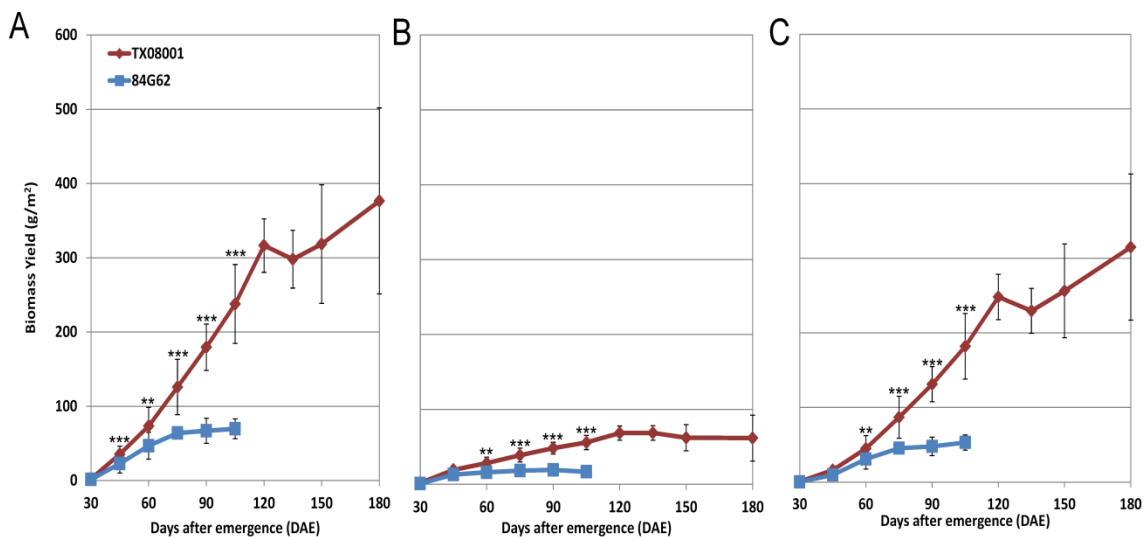 A
B
C
600
500
400
300
200
100
0
Biomass Yield (g/m²)
TX08001
84G62
***
**
***
***
***
30 60 90 120 150 180
Days after emergence (DAE)
**
***
***
***
30 60 90 120 150 180
Days after emergence (DAE)
**
***
***
***
30 60 90 120 150 180
Days after emergence (DAE)